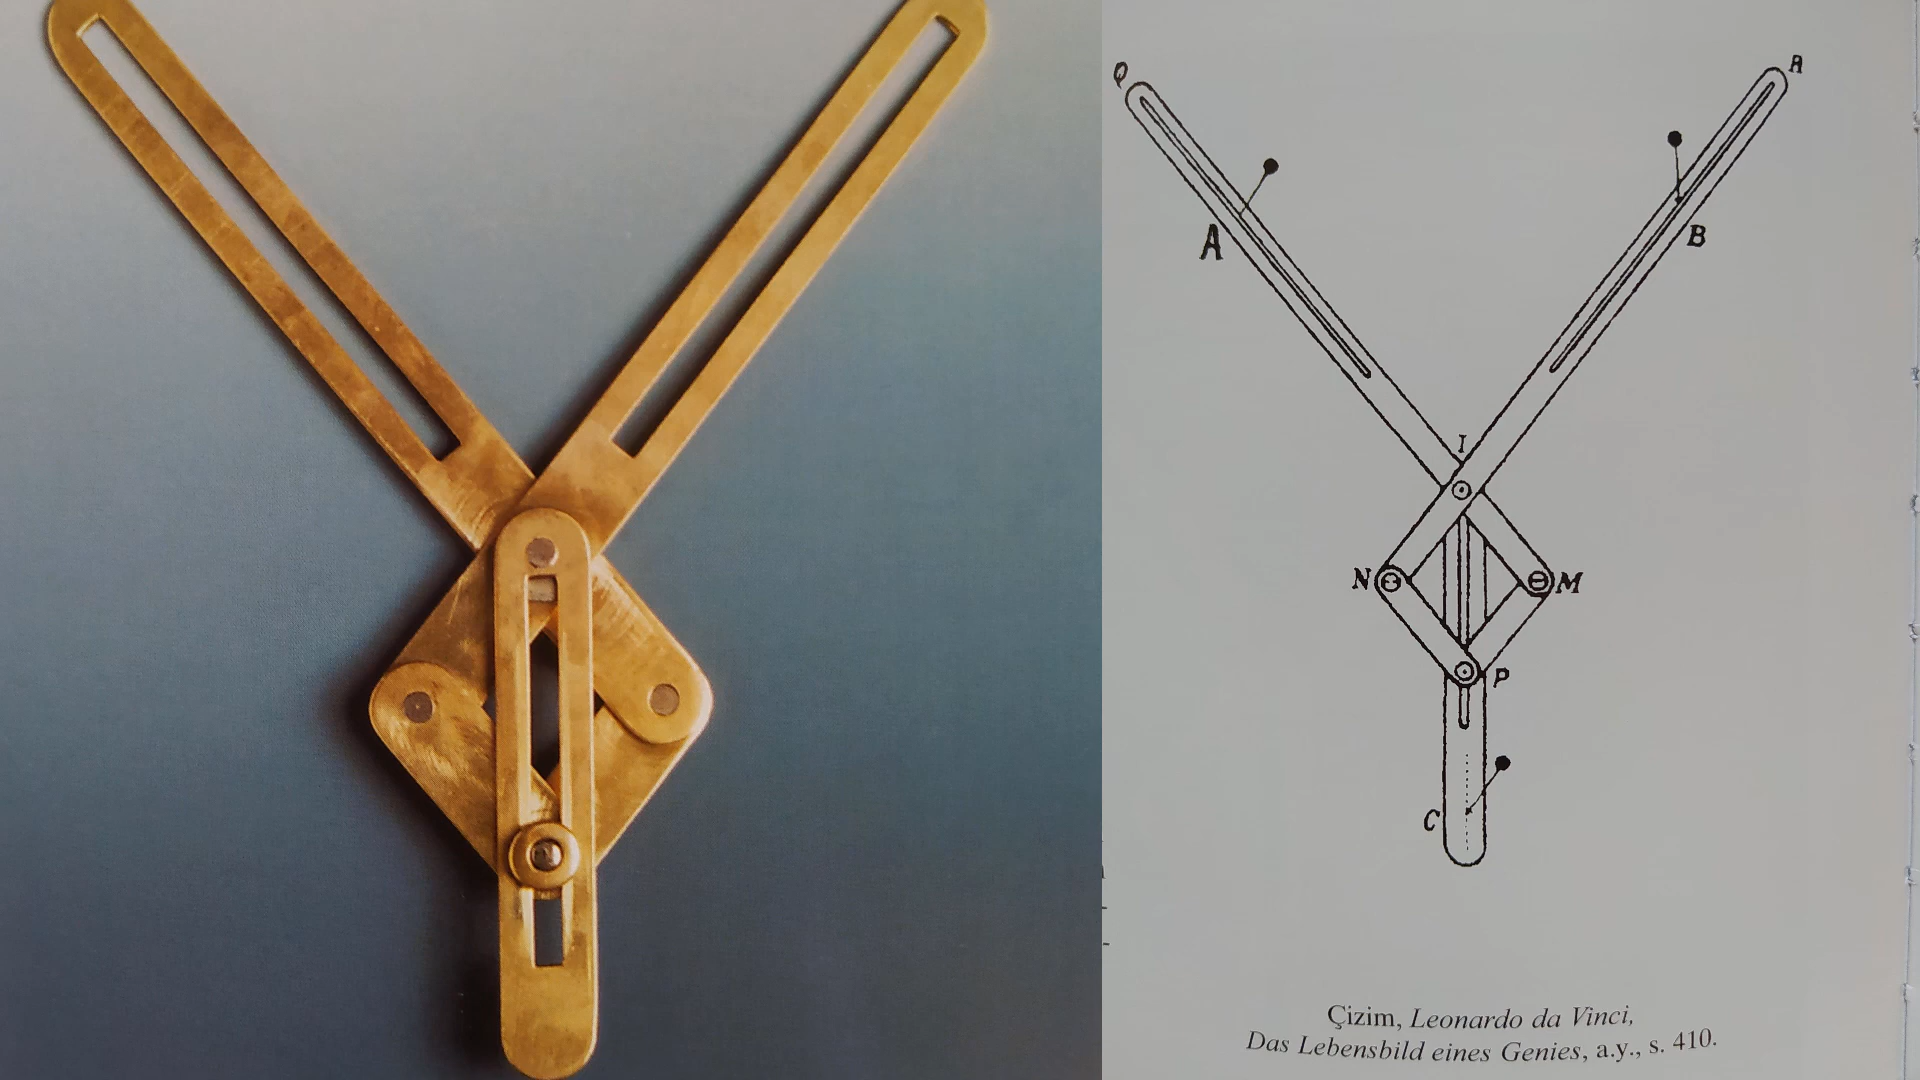 Q
R
A
B
I
N
M
P
C
Çizim, Leonardo da Vinci,
Das Lebensbild eines Genies, a.y., s. 410.